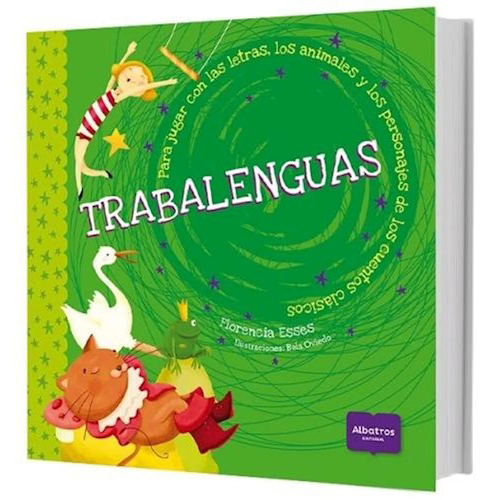 Para jugar con las letras, los animales y los personajes de los cuentos clásicos
TRABALENGUAS
Florencia Esses
Ilustraciones: Bela Oviedo
Albatros
EDITORIAL